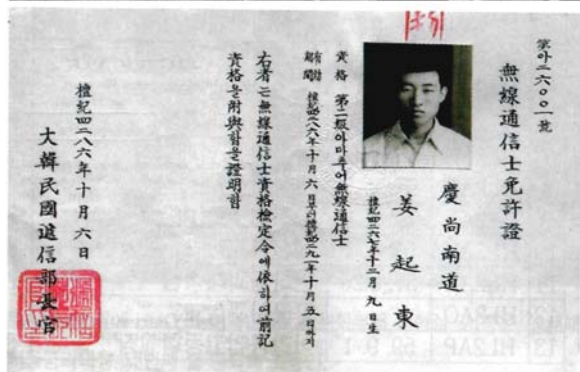 第아二六〇〇一號
無線通信士免許證
慶尙南道
姜起東
檀紀四二六七年十二月 九日生
資格 第二級아마츄어無線通信士
有效期間 檀紀四二八六年十月六日부터檀紀四二九一年十月五日까지
右者는無線通信士資格檢定令에依하여前記
資格을附與함을證明함
檀紀四二八六年十月六日
大韓民國遞信部長官